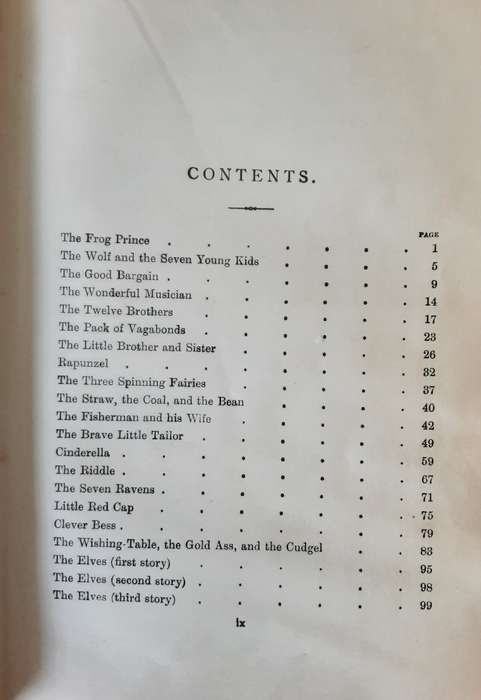 CONTENTS.
PAGE
The Frog Prince . . . . . . . 1
The Wolf and the Seven Young Kids . . . . 5
The Good Bargain . . . . . . . 9
The Wonderful Musician . . . . . . 14
The Twelve Brothers . . . . . . 17
The Pack of Vagabonds . . . . . . 23
The Little Brother and Sister . . . . . 26
Rapunzel . . . . . . . . 32
The Three Spinning Fairies . . . . . 37
The Straw, the Coal, and the Bean . . . . 40
The Fisherman and his Wife . . . . . 42
The Brave Little Tailor . . . . . . 49
Cinderella . . . . . . . . 59
The Riddle . . . . . . . . 67
The Seven Ravens . . . . . . . 71
Little Red Cap . . . . . . . 75
Clever Bess . . . . . . . . 79
The Wishing-Table, the Gold Ass, and the Cudgel . . 83
The Elves (first story) . . . . . . 95
The Elves (second story) . . . . . . 98
The Elves (third story) . . . . . . 99
ix